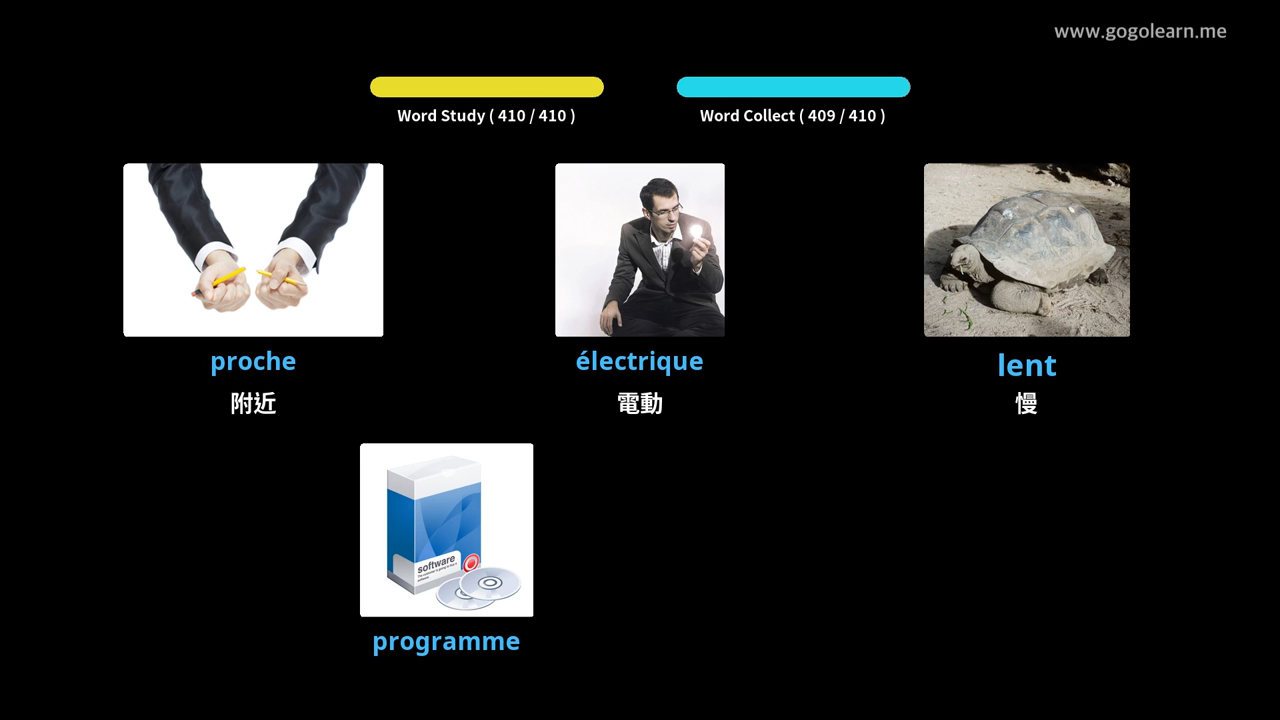 www.gogolearn.me
Word Study ( 410 / 410 )
Word Collect ( 409 / 410 )
proche
électrique
lent
附近
電動
慢
software
programme